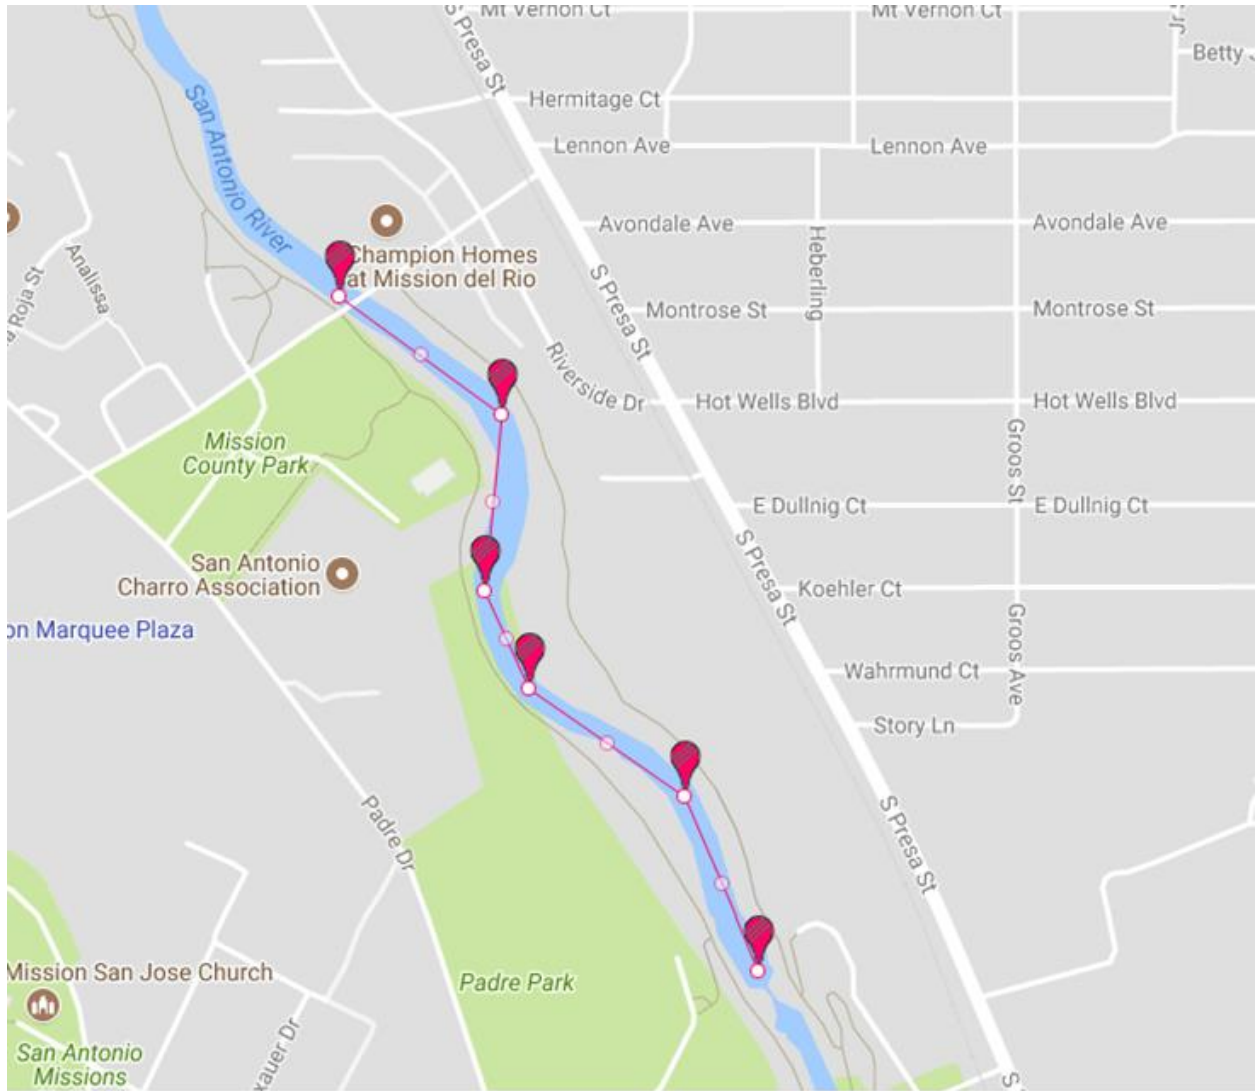 Mt Vernon Ct
Mt Vernon Ct
S Presa St
Betty
San Antonio River
Hermitage Ct
Lennon Ave
Lennon Ave
Avondale Ave
Avondale Ave
Heberling
Champion Homes
at Mission del Rio
Analissa
Roja St
S Presa St
Montrose St
Montrose St
Riverside Dr
Hot Wells Blvd
Hot Wells Blvd
Mission
County Park
Groos St
E Dullnig Ct
E Dullnig Ct
San Antonio
Charro Association
S Presa St
Koehler Ct
on Marquee Plaza
Groos Ave
Wahrmund Ct
Story Ln
Padre Dr
S Presa St
Mission San Jose Church
Padre Park
San Antonio
Missions
xauer Dr
S